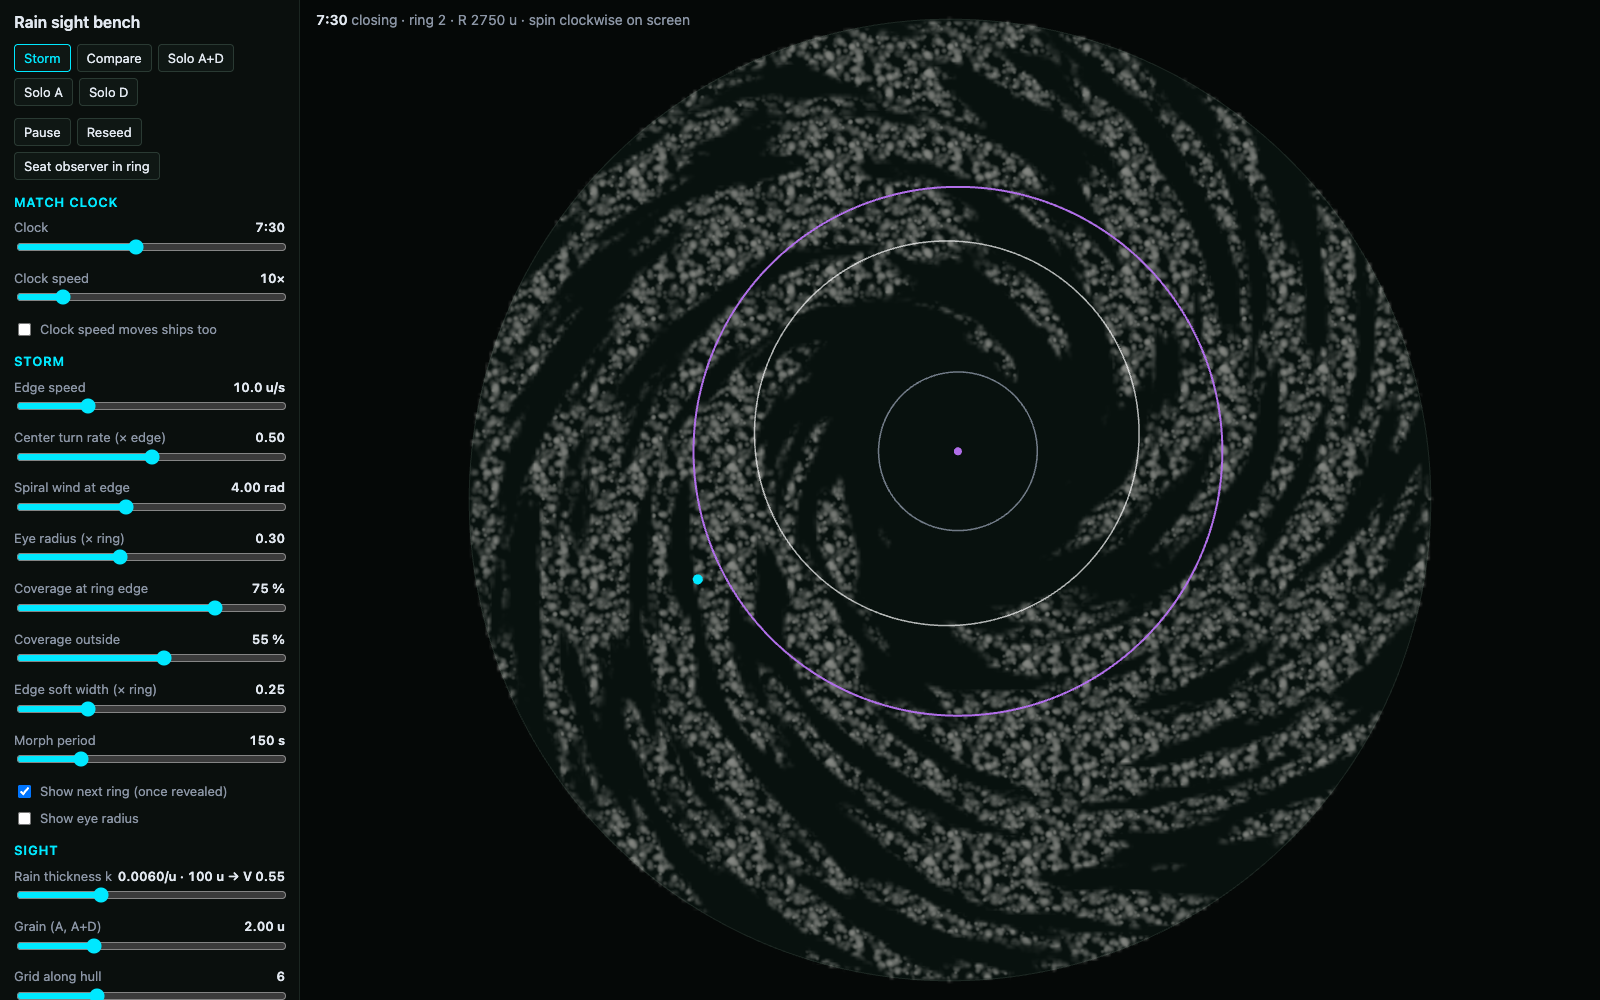 Rain sight bench
Storm
Compare
Solo A+D
Solo A
Solo D
Pause
Reseed
Seat observer in ring
MATCH CLOCK
Clock 7:30
Clock speed 10×
Clock speed moves ships too
STORM
Edge speed 10.0 u/s
Center turn rate (× edge) 0.50
Spiral wind at edge 4.00 rad
Eye radius (× ring) 0.30
Coverage at ring edge 75 %
Coverage outside 55 %
Edge soft width (× ring) 0.25
Morph period 150 s
Show next ring (once revealed)
Show eye radius
SIGHT
Rain thickness k 0.0060/u · 100 u → V 0.55
Grain (A, A+D) 2.00 u
Grid along hull 6
7:30 closing · ring 2 · R 2750 u · spin clockwise on screen